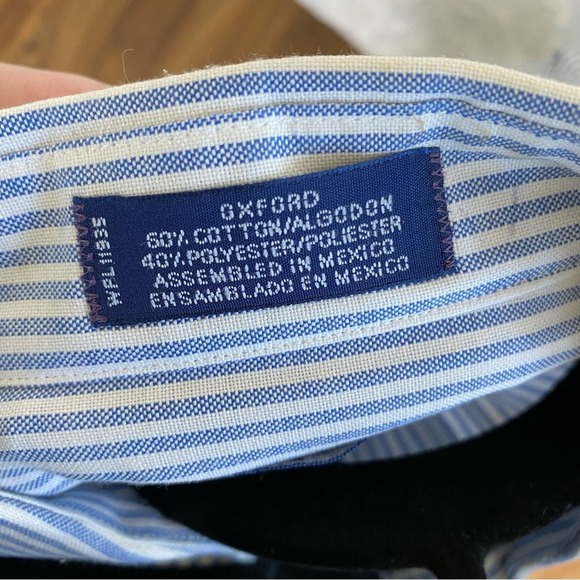 OXFORD
60% COTTON/ALGODON
40% POLYESTER/POLIESTER
ASSEMBLED IN MEXICO
ENSAMBLADO EN MEXICO
WPL11935